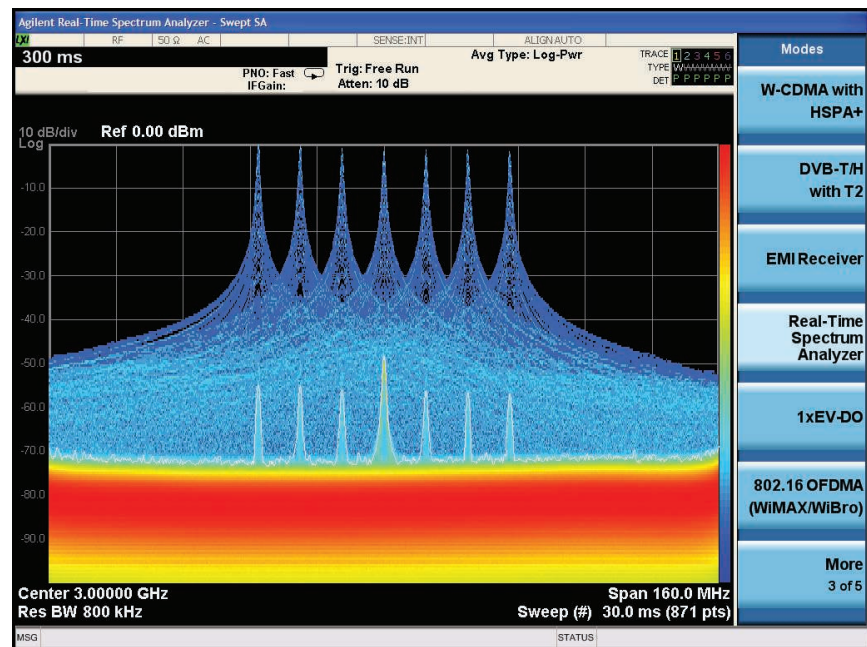 Agilent Real-Time Spectrum Analyzer - Swept SA
LXI RF 50 Ω AC SENSE:INT ALIGN AUTO
300 ms
PNO: Fast
IFGain:
Trig: Free Run
Atten: 10 dB
Avg Type: Log-Pwr
TRACE 1 2 3 4 5 6
TYPE
DET P P P P P P
10 dB/div Ref 0.00 dBm
Log
-10.0
-20.0
-30.0
-40.0
-50.0
-60.0
-70.0
-80.0
-90.0
Center 3.00000 GHz
Res BW 800 kHz
Span 160.0 MHz
Sweep (#) 30.0 ms (871 pts)
MSG STATUS
Modes
W-CDMA with
HSPA+
DVB-T/H
with T2
EMI Receiver
Real-Time
Spectrum
Analyzer
1xEV-DO
802.16 OFDMA
(WiMAX/WiBro)
More
3 of 5